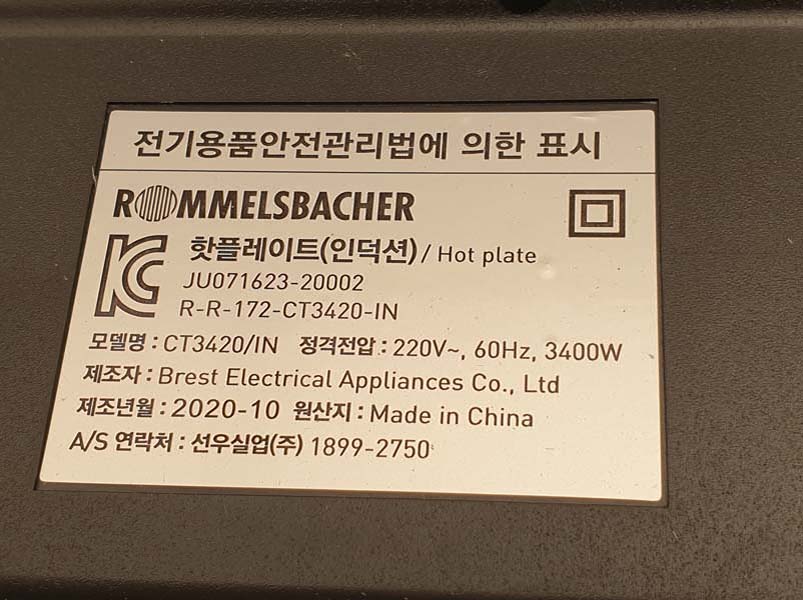 전기용품안전관리법에 의한 표시
ROMMELSBACHER
핫플레이트(인덕션) / Hot plate
JU071623-20002
R-R-172-CT3420-IN
모델명 : CT3420/IN 정격전압 : 220V~, 60Hz, 3400W
제조자 : Brest Electrical Appliances Co., Ltd
제조년월 : 2020-10 원산지 : Made in China
A/S 연락처 : 선우실업(주) 1899-2750